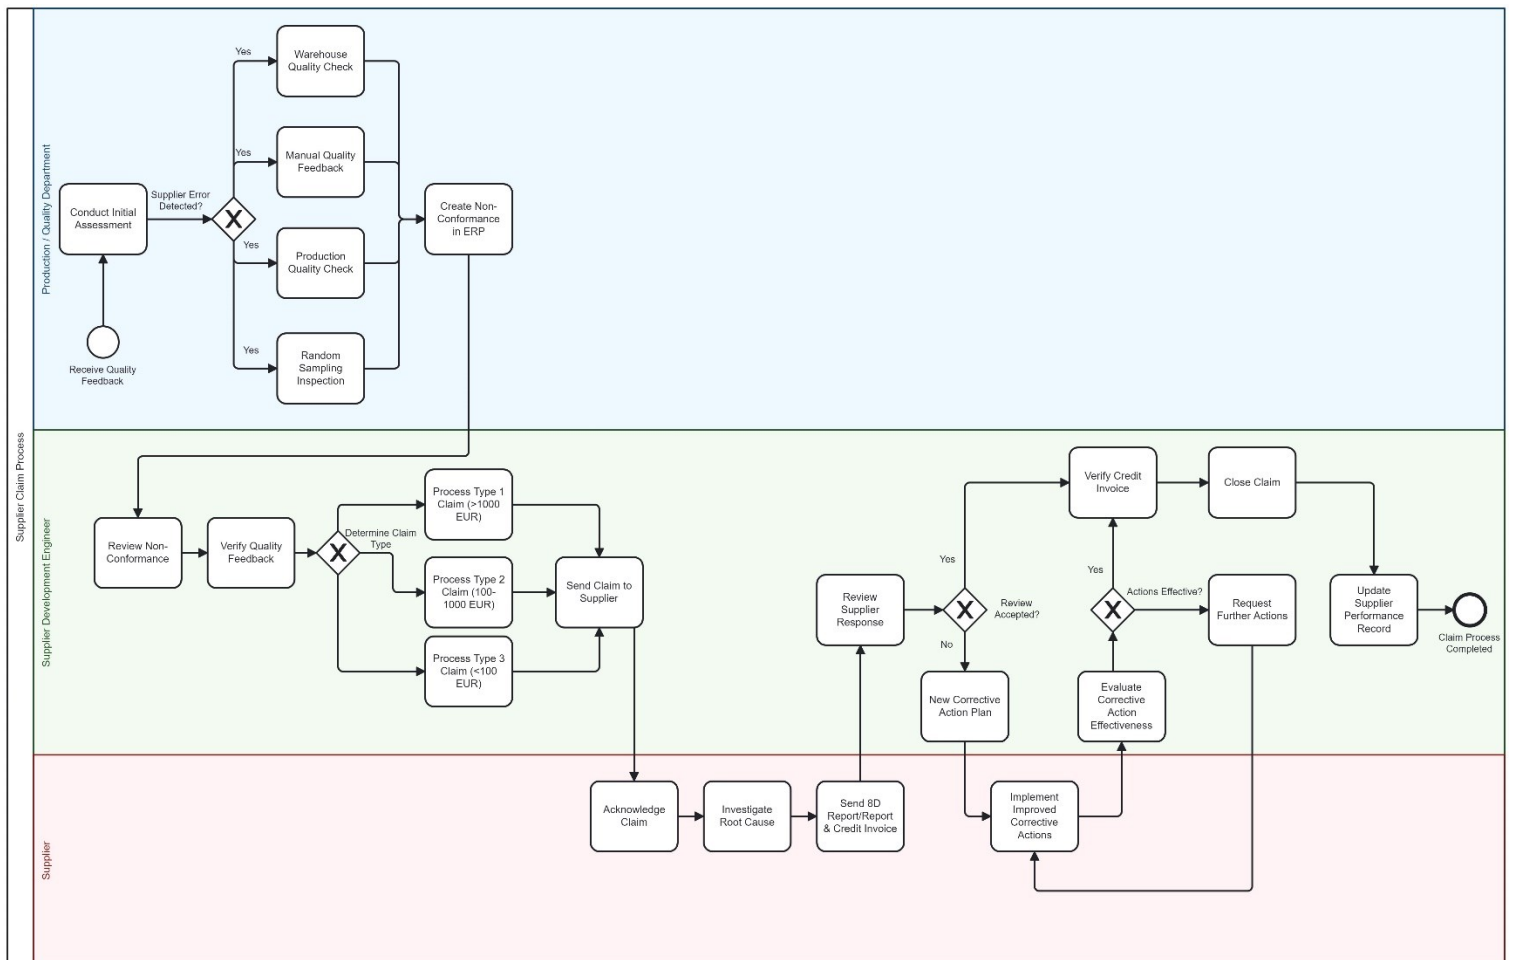 Supplier Claim Process
Production / Quality Department
Receive Quality
Feedback
Conduct Initial
Assessment
Supplier Error
Detected?
Yes
Warehouse
Quality Check
Yes
Manual Quality
Feedback
Yes
Production
Quality Check
Yes
Random
Sampling
Inspection
Create Non-
Conformance
in ERP
Supplier Development Engineer
Review Non-
Conformance
Verify Quality
Feedback
Determine Claim
Type
Process Type 1
Claim (>1000
EUR)
Process Type 2
Claim (100-
1000 EUR)
Process Type 3
Claim (<100
EUR)
Send Claim to
Supplier
Review
Supplier
Response
Review
Accepted?
Yes
No
New Corrective
Action Plan
Verify Credit
Invoice
Close Claim
Yes
Actions Effective?
Request
Further Actions
Evaluate
Corrective
Action
Effectiveness
Update
Supplier
Performance
Record
Claim Process
Completed
Supplier
Acknowledge
Claim
Investigate
Root Cause
Send 8D
Report/Report
& Credit Invoice
Implement
Improved
Corrective
Actions